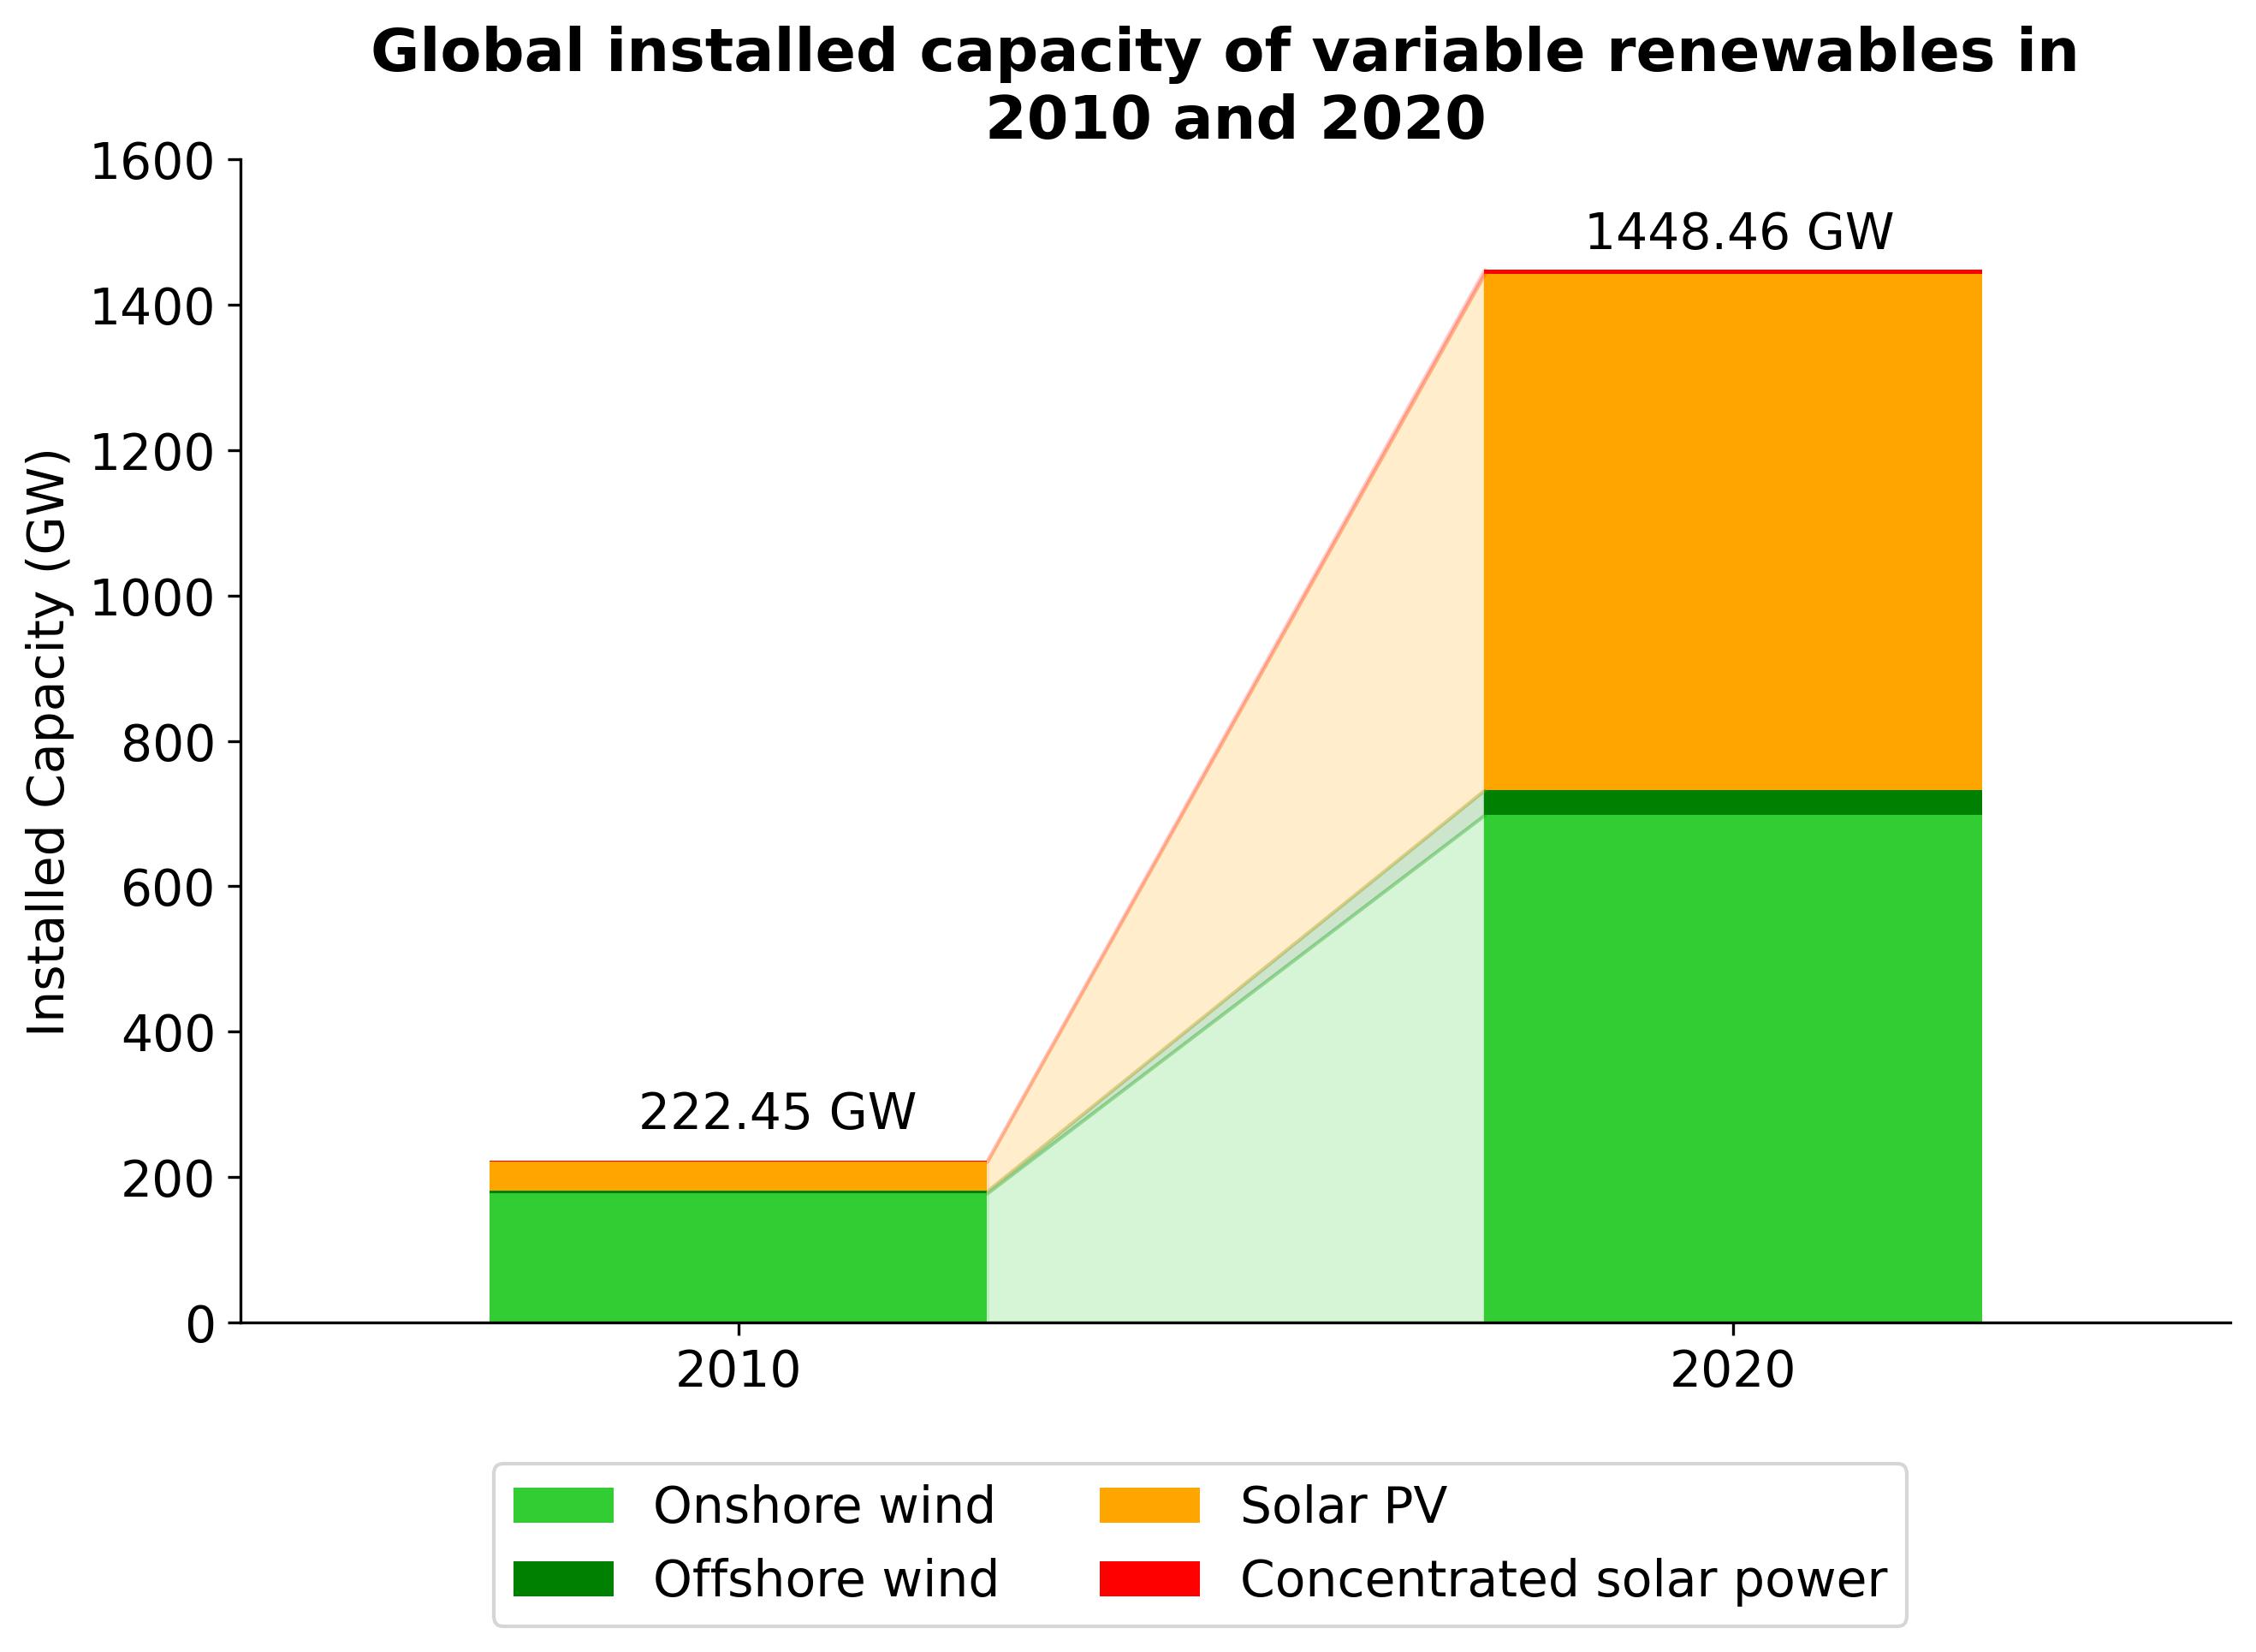 Global installed capacity of variable renewables in
2010 and 2020
1600
1400
1200
1000
800
600
400
200
0
Installed Capacity (GW)
1448.46 GW
222.45 GW
2010
2020
Onshore wind
Offshore wind
Solar PV
Concentrated solar power